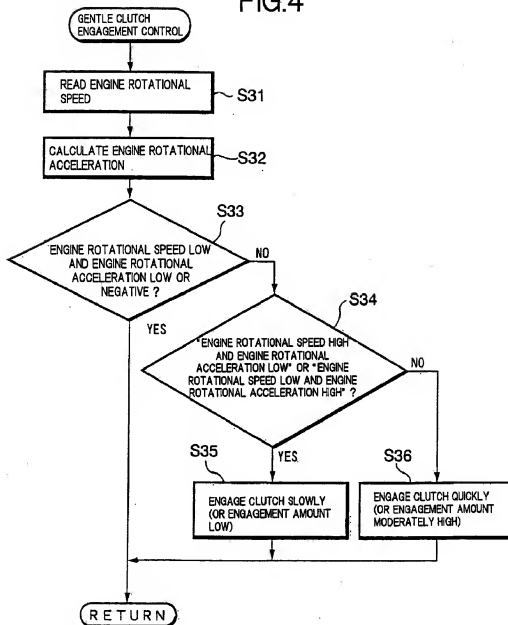 FIG.4
GENTLE CLUTCH
ENGAGEMENT CONTROL
READ ENGINE ROTATIONAL
SPEED
S31
CALCULATE ENGINE ROTATIONAL
ACCELERATION
S32
S33
ENGINE ROTATIONAL SPEED LOW
AND ENGINE ROTATIONAL
ACCELERATION LOW OR
NEGATIVE ?
NO
YES
S34
"ENGINE ROTATIONAL SPEED HIGH
AND ENGINE ROTATIONAL
ACCELERATION LOW" OR "ENGINE
ROTATIONAL SPEED LOW AND ENGINE
ROTATIONAL ACCELERATION HIGH" ?
NO
YES
S35
ENGAGE CLUTCH SLOWLY
(OR ENGAGEMENT AMOUNT
LOW)
S36
ENGAGE CLUTCH QUICKLY
(OR ENGAGEMENT AMOUNT
MODERATELY HIGH)
RETURN